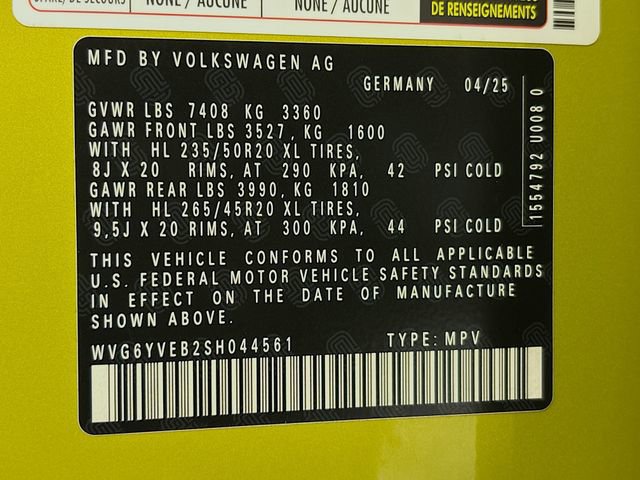 NONE / AUCUNE
NONE / AUCUNE
DE RENSEIGNEMENTS
MFD BY VOLKSWAGEN AG
GERMANY 04/25
GVWR LBS 7408 KG 3360
GAWR FRONT LBS 3527, KG 1600
WITH HL 235/50R20 XL TIRES,
8J X 20 RIMS, AT 290 KPA, 42 PSI COLD
GAWR REAR LBS 3990, KG 1810
WITH HL 265/45R20 XL TIRES,
9,5J X 20 RIMS, AT 300 KPA, 44 PSI COLD
1554792 U008 0
THIS VEHICLE CONFORMS TO ALL APPLICABLE
U.S. FEDERAL MOTOR VEHICLE SAFETY STANDARDS
IN EFFECT ON THE DATE OF MANUFACTURE
SHOWN ABOVE.
WVG6YVEB2SH044561 TYPE: MPV